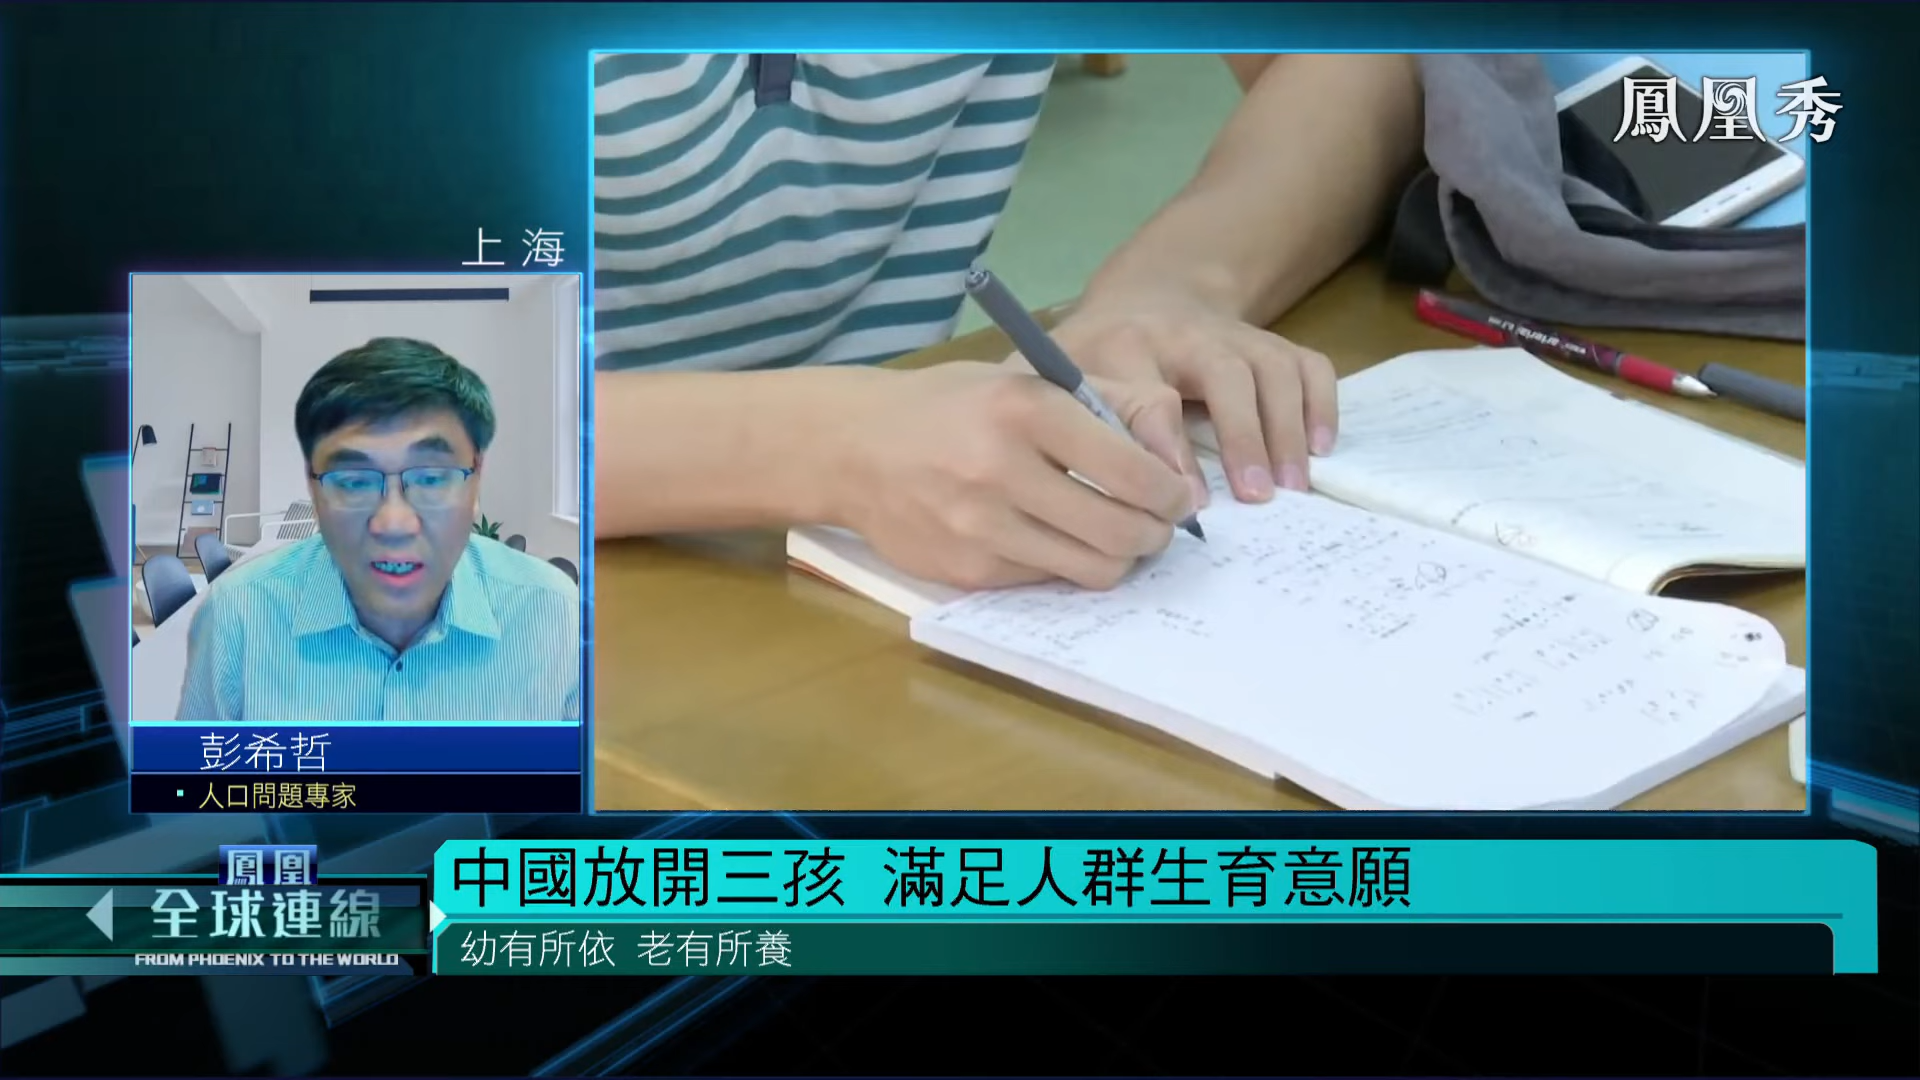 鳳凰秀
上海
彭希哲
人口問題專家
鳳凰
全球連線
FROM PHOENIX TO THE WORLD
中國放開三孩 滿足人群生育意願
幼有所依 老有所養